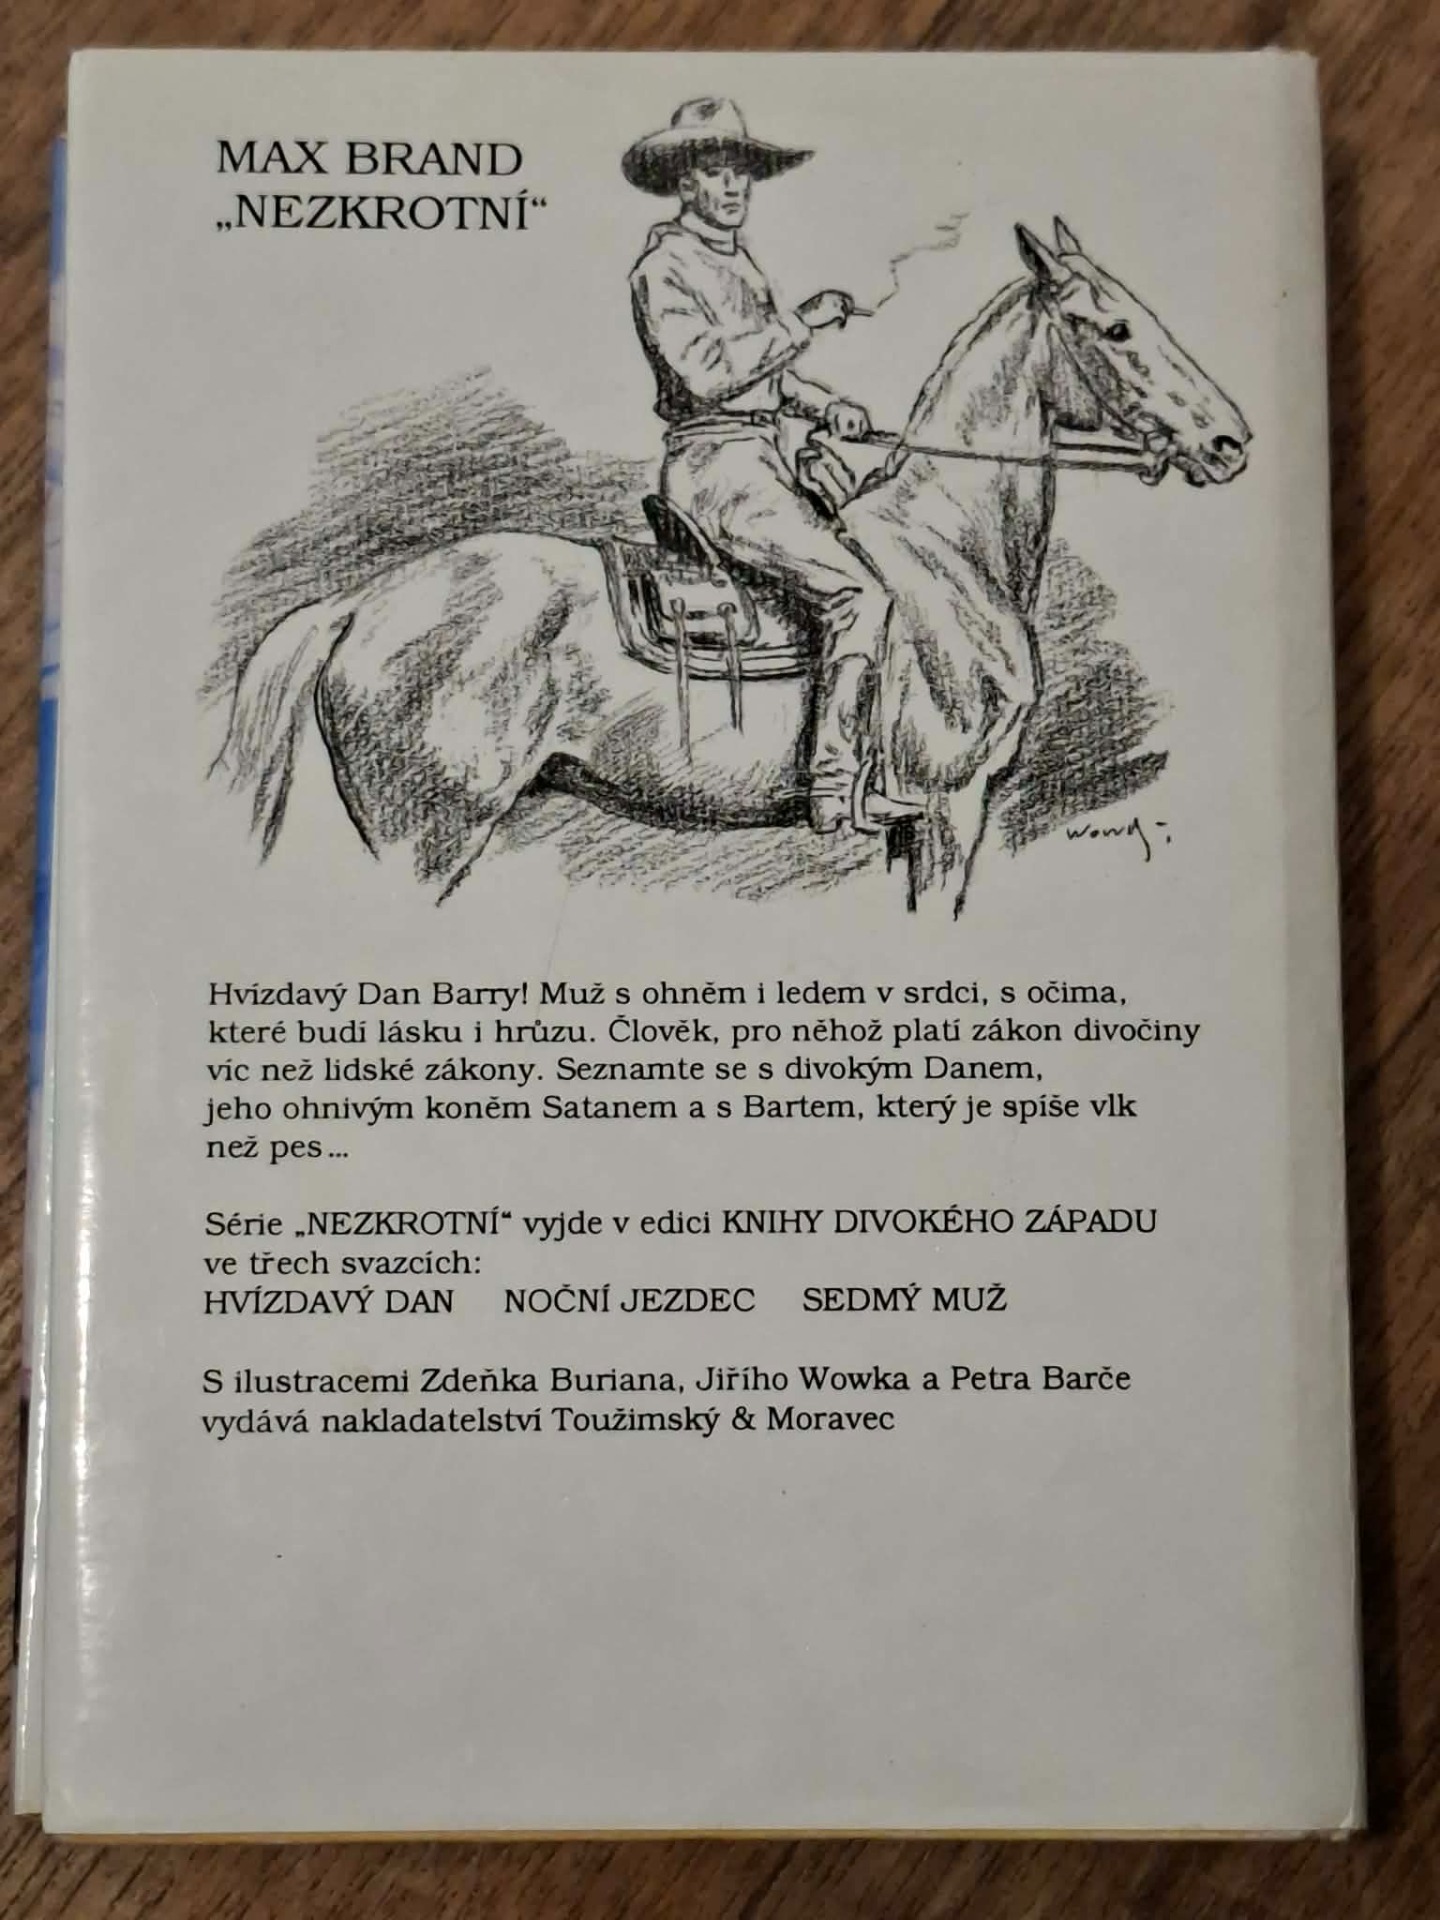 MAX BRAND
„NEZKROTNÍ“
Wowk
Hvízdavý Dan Barry! Muž s ohněm i ledem v srdci, s očima,
které budí lásku i hrůzu. Člověk, pro něhož platí zákon divočiny
víc než lidské zákony. Seznamte se s divokým Danem,
jeho ohnivým koněm Satanem a s Bartem, který je spíše vlk
než pes...
Série „NEZKROTNÍ“ vyjde v edici KNIHY DIVOKÉHO ZÁPADU
ve třech svazcích:
HVÍZDAVÝ DAN NOČNÍ JEZDEC SEDMÝ MUŽ
S ilustracemi Zdeňka Buriana, Jiřího Wowka a Petra Barče
vydává nakladatelství Toužimský & Moravec